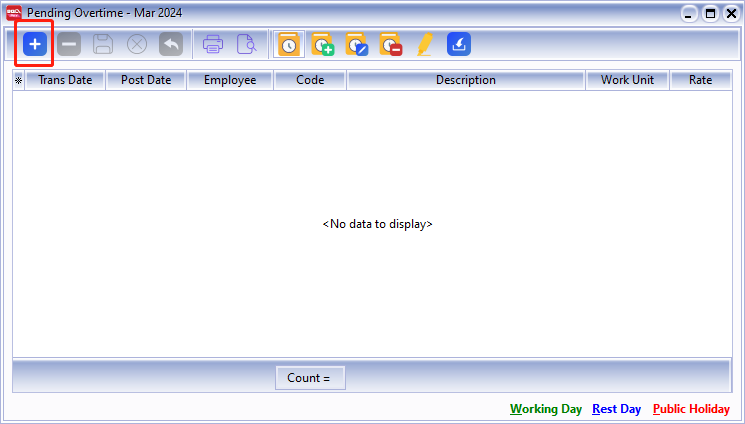 Pending Overtime - Mar 2024
Trans Date Post Date Employee Code Description Work Unit Rate
<No data to display>
Count =
Working Day Rest Day Public Holiday